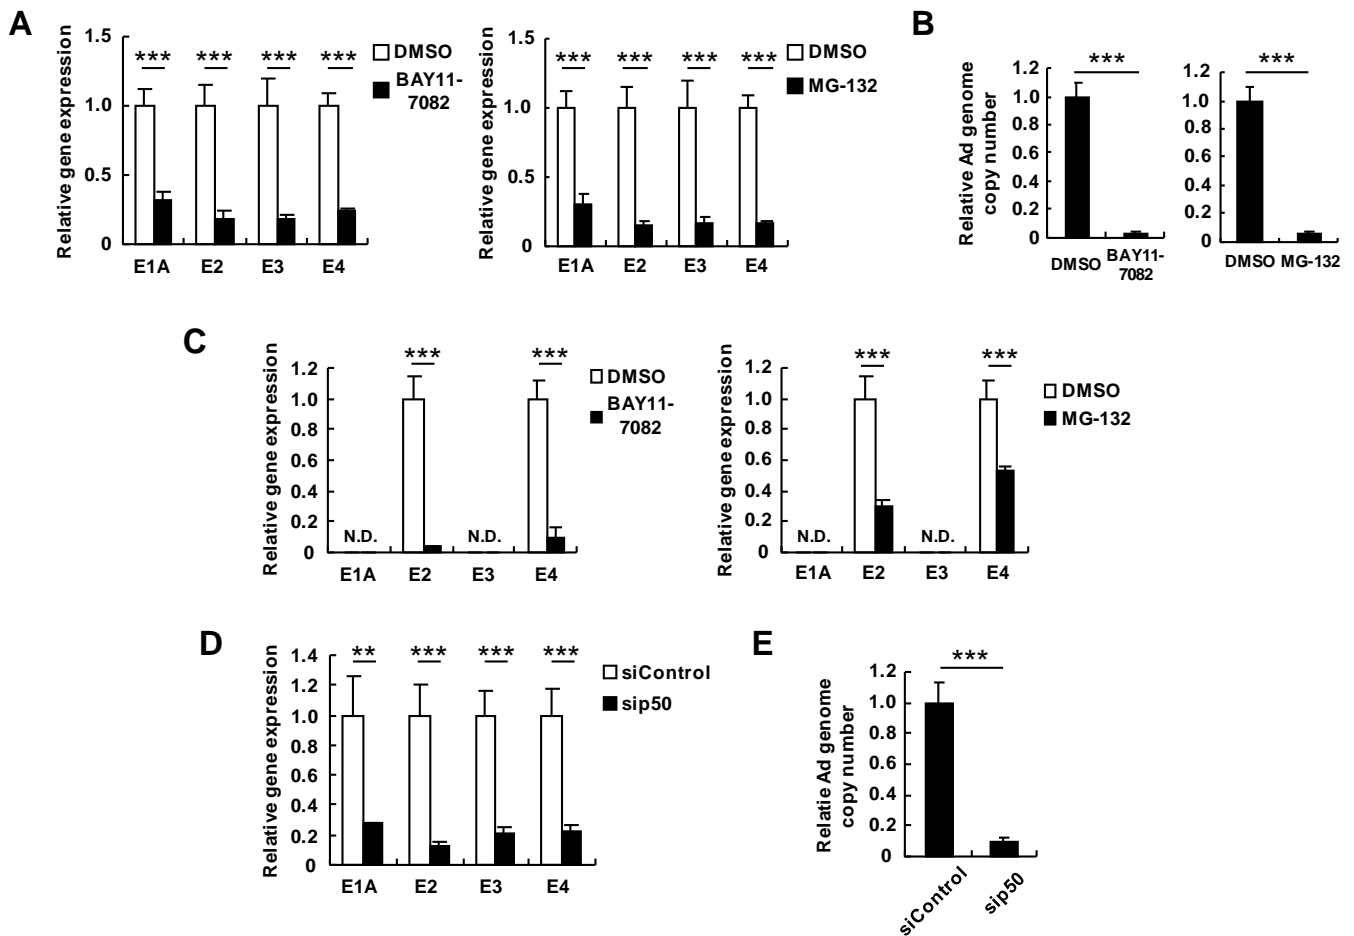 A
Relative gene expression
1.5
1.0
0.5
0
*** *** *** ***
E1A E2 E3 E4
DMSO
BAY11-
7082
Relative gene expression
1.5
1.0
0.5
0
*** *** *** ***
E1A E2 E3 E4
DMSO
MG-132
B
Relative Ad genome
copy number
1.2
1.0
0.8
0.6
0.4
0.2
0
***
DMSO BAY11-
7082
1.2
1.0
0.8
0.6
0.4
0.2
0
***
DMSO MG-132
C
Relative gene expression
1.2
1.0
0.8
0.6
0.4
0.2
0
*** ***
N.D. N.D.
E1A E2 E3 E4
DMSO
BAY11-
7082
Relative gene expression
1.2
1.0
0.8
0.6
0.4
0.2
0
*** ***
N.D. N.D.
E1A E2 E3 E4
DMSO
MG-132
D
Relative gene expression
1.4
1.2
1.0
0.8
0.6
0.4
0.2
0
** *** *** ***
E1A E2 E3 E4
siControl
sip50
E
Relatie Ad genome
copy number
1.2
1.0
0.8
0.6
0.4
0.2
0
***
siControl
sip50